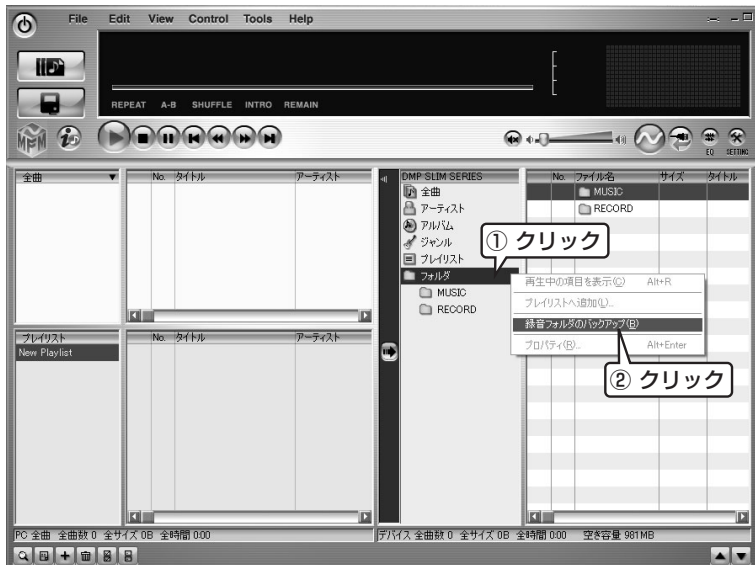 File Edit View Control Tools Help
REPEAT A-B SHUFFLE INTRO REMAIN
MFM
EQ SETTING
全曲 No. タイトル アーティスト
DMP SLIM SERIES
全曲
アーティスト
アルバム
ジャンル
プレイリスト
フォルダ
MUSIC
RECORD
No. ファイル名 サイズ タイトル
MUSIC
RECORD
① クリック
再生中の項目を表示(C) Alt+R
プレイリストへ追加(L)...
録音フォルダのバックアップ(B)
プロパティ(R)... Alt+Enter
② クリック
プレイリスト No. タイトル アーティスト
New Playlist
PC 全曲 全曲数 0 全サイズ 0B 全時間 0:00
デバイス 全曲数 0 全サイズ 0B 全時間 0:00 空き容量 981MB